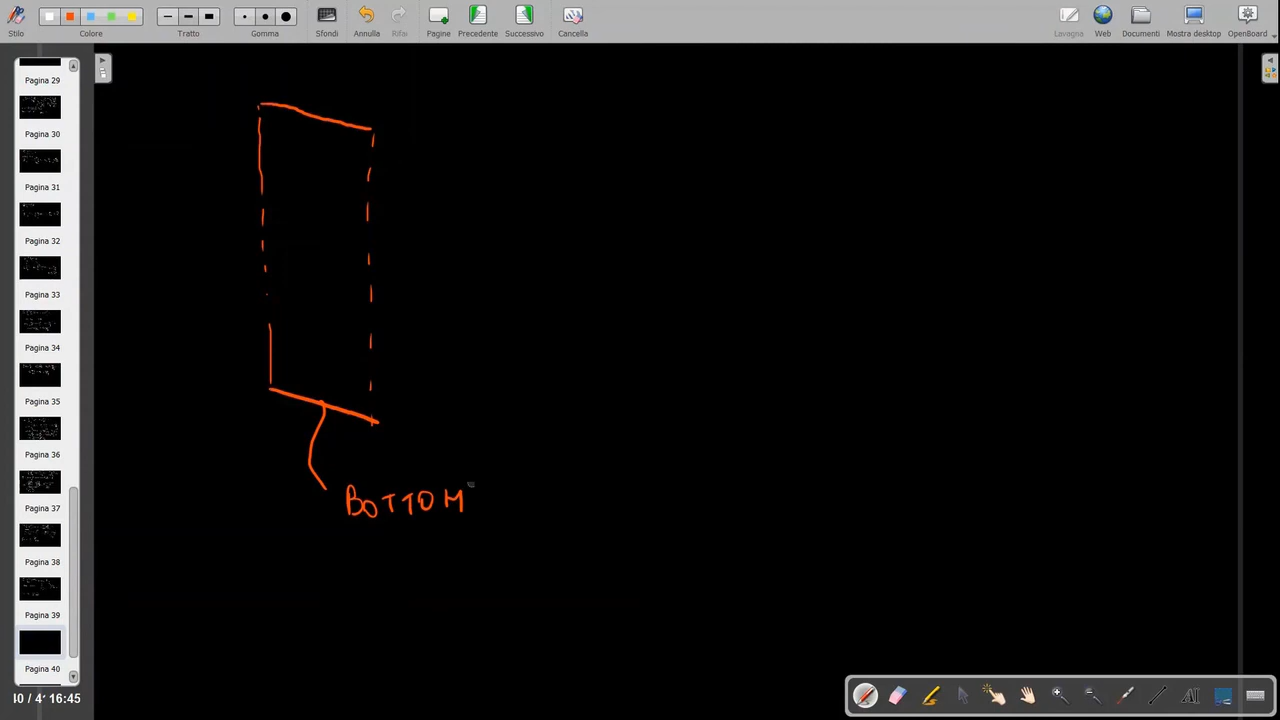 Stilo
Colore
Tratto
Gomma
Sfondi
Annulla
Rifai
Pagine
Precedente
Successivo
Cancella
Lavagna
Web
Documenti
Mostra desktop
OpenBoard
Pagina 29
Pagina 30
Pagina 31
Pagina 32
Pagina 33
Pagina 34
Pagina 35
Pagina 36
Pagina 37
Pagina 38
Pagina 39
Pagina 40
16:45
BOTTOM
AI